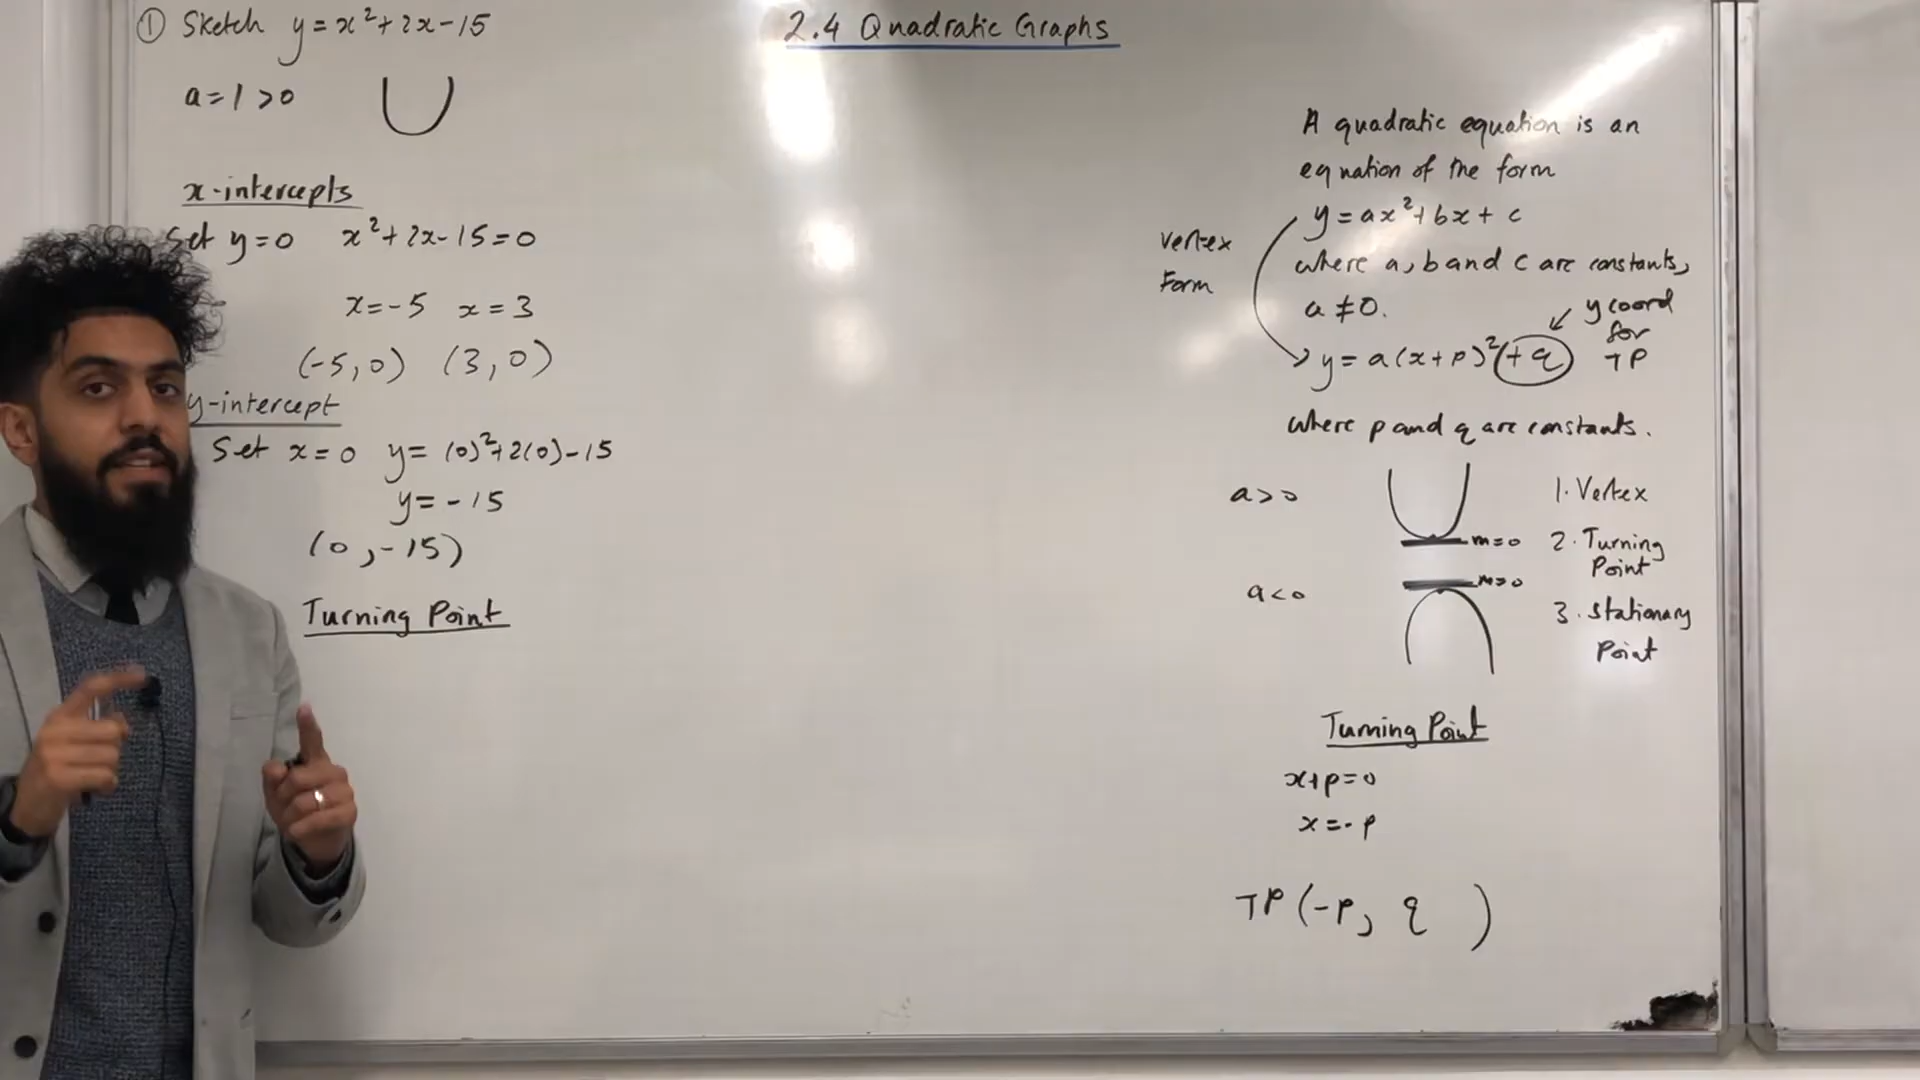 ① Sketch y = x² + 2x - 15
a = 1 > 0
x-intercepts
Set y = 0 x² + 2x - 15 = 0
x = -5 x = 3
(-5, 0) (3, 0)
y-intercept
Set x = 0 y = (0)² + 2(0) - 15
y = -15
(0, -15)
Turning Point
2.4 Quadratic Graphs
A quadratic equation is an
equation of the form
y = ax² + bx + c
where a, b and c are constants,
a ≠ 0.
Vertex
Form
y = a(x + p)² + q
y coord
for
TP
where p and q are constants.
a > 0
m = 0
a < 0
m = 0
1. Vertex
2. Turning
Point
3. Stationary
Point
Turning Point
x + p = 0
x = -p
TP (-p, q )